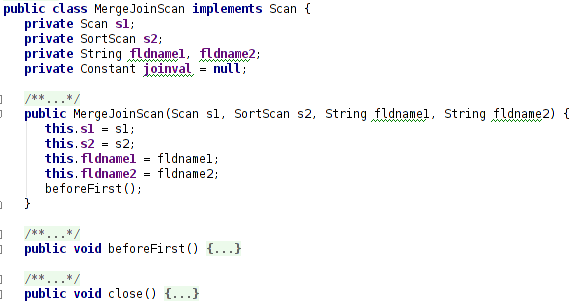 public class MergeJoinScan implements Scan {
private Scan s1;
private SortScan s2;
private String fldname1, fldname2;
private Constant joinval = null;
/**...*/
public MergeJoinScan(Scan s1, SortScan s2, String fldname1, String fldname2) {
this.s1 = s1;
this.s2 = s2;
this.fldname1 = fldname1;
this.fldname2 = fldname2;
beforeFirst();
}
/**...*/
public void beforeFirst() {...}
/**...*/
public void close() {...}